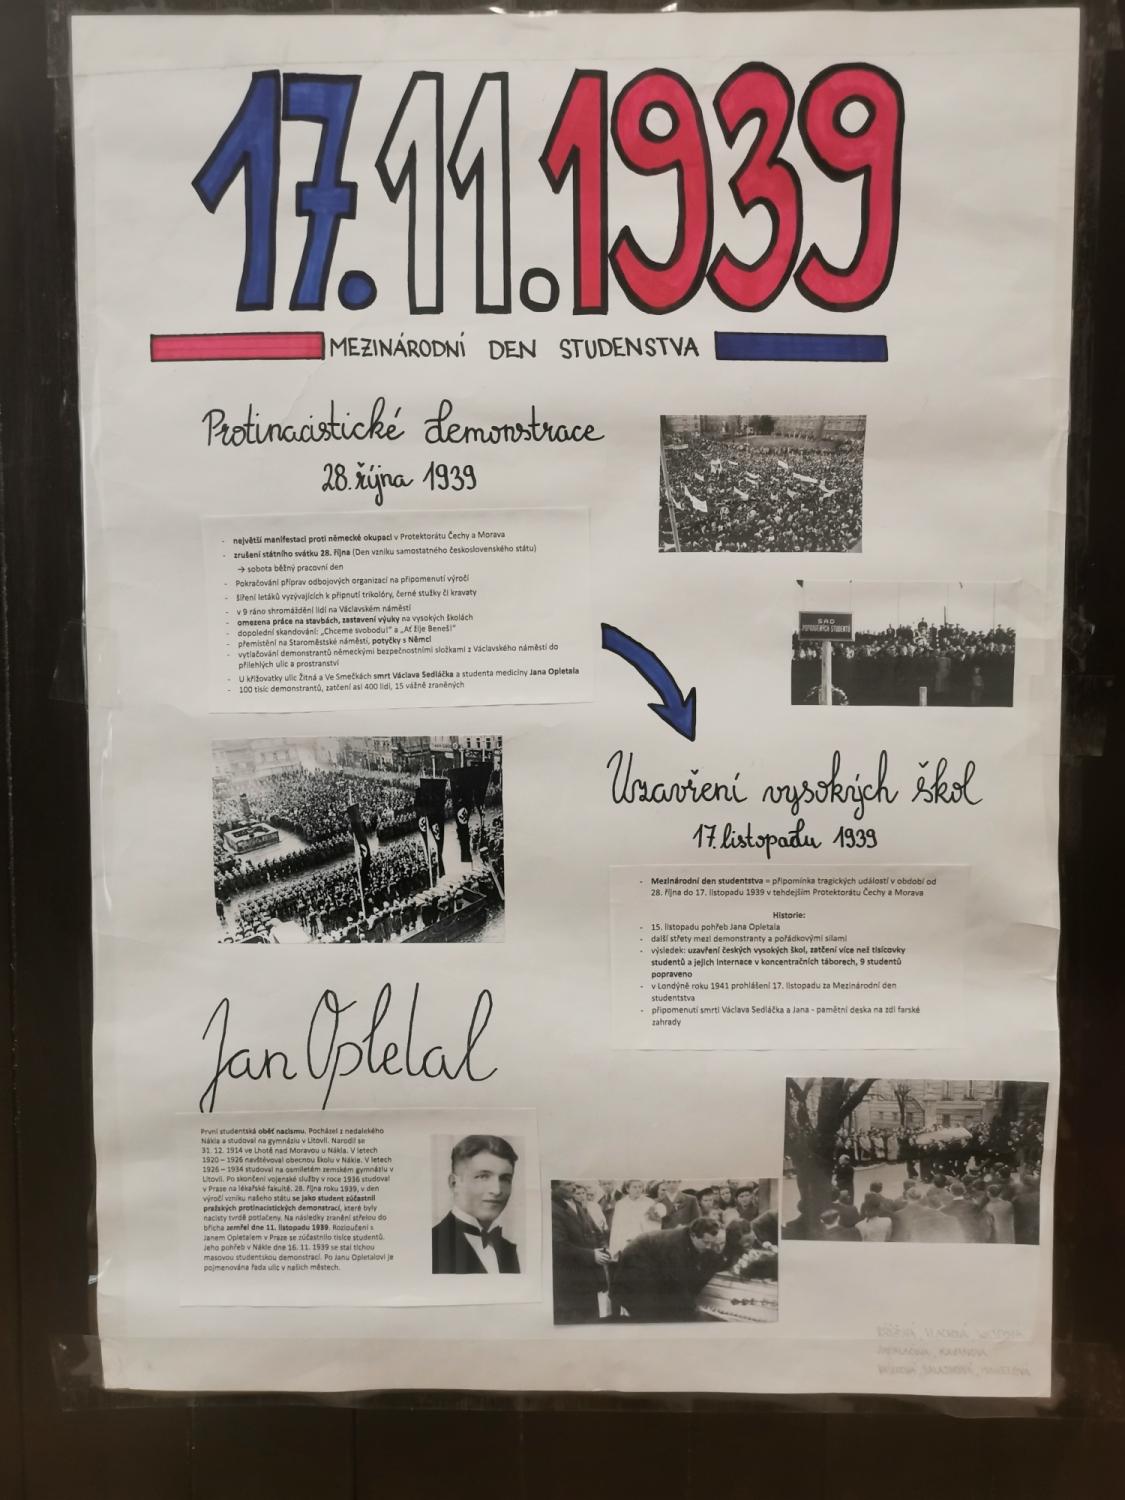 17.11.1939
MEZINÁRODNÍ DEN STUDENSTVA
Protinacistické demonstrace
28. října 1939
- největší manifestací proti německé okupaci v Protektorátu Čechy a Morava
- zrušení státního svátku 28. října (Den vzniku samostatného československého státu)
→ sobota běžný pracovní den
- Pokračování příprav odbojových organizací na připomenutí výročí
- šíření letáků vyzývajících k připnutí trikolóry, černé stužky či kravaty
- v 9 ráno shromáždění lidí na Václavském náměstí
- omezena práce na stavbách, zastavení výuky na vysokých školách
- dopolední skandování: „Chceme svobodu!" a „Ať žije Beneš!"
- přemístění na Staroměstské náměstí, potyčky s Němci
- vytlačování demonstrantů německými bezpečnostními složkami z Václavského náměstí do
přilehlých ulic a prostranství
- U křižovatky ulic Žitná a Ve Smečkách smrt Václava Sedláčka a studenta medicíny Jana Opletala
- 100 tisíc demonstrantů, zatčení asi 400 lidí, 15 vážně zraněných
SAD
POPRAVENÝCH STUDENTŮ
Uzavření vysokých škol
17. listopadu 1939
- Mezinárodní den studentstva = připomínka tragických událostí v období od
28. října do 17. listopadu 1939 v tehdejším Protektorátu Čechy a Morava
Historie:
- 15. listopadu pohřeb Jana Opletala
- další střety mezi demonstranty a pořádkovými silami
- výsledek: uzavření českých vysokých škol, zatčení více než tisícovky
studentů a jejich internace v koncentračních táborech, 9 studentů
popraveno
- v Londýně roku 1941 prohlášení 17. listopadu za Mezinárodní den
studentstva
- připomenutí smrti Václava Sedláčka a Jana - pamětní deska na zdi farské
zahrady
Jan Opletal
První studentská oběť nacismu. Pocházel z nedalekého
Nákla a studoval na gymnáziu v Litovli. Narodil se
31. 12. 1914 ve Lhotě nad Moravou u Nákla. V letech
1920 – 1926 navštěvoval obecnou školu v Nákle. V letech
1926 – 1934 studoval na osmiletém zemském gymnáziu v
Litovli. Po skončení vojenské služby v roce 1936 studoval
v Praze na lékařské fakultě. 28. října roku 1939, v den
výročí vzniku našeho státu se jako student zúčastnil
pražských protinacistických demonstrací, které byly
nacisty tvrdě potlačeny. Na následky zranění střelou do
břicha zemřel dne 11. listopadu 1939. Rozloučení s
Janem Opletalem v Praze se zúčastnilo tisíce studentů.
Jeho pohřeb v Nákle dne 16. 11. 1939 se stal tichou
masovou studentskou demonstrací. Po Janu Opletalovi je
pojmenována řada ulic v našich městech.